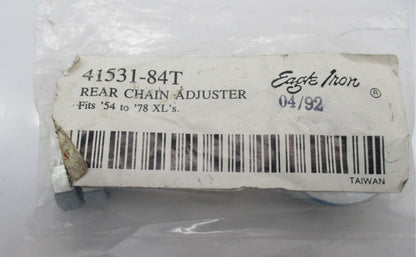 41531-84T
REAR CHAIN ADJUSTER
Fits '54 to '78 XL's.
Eagle Iron ®
04/92
TAIWAN